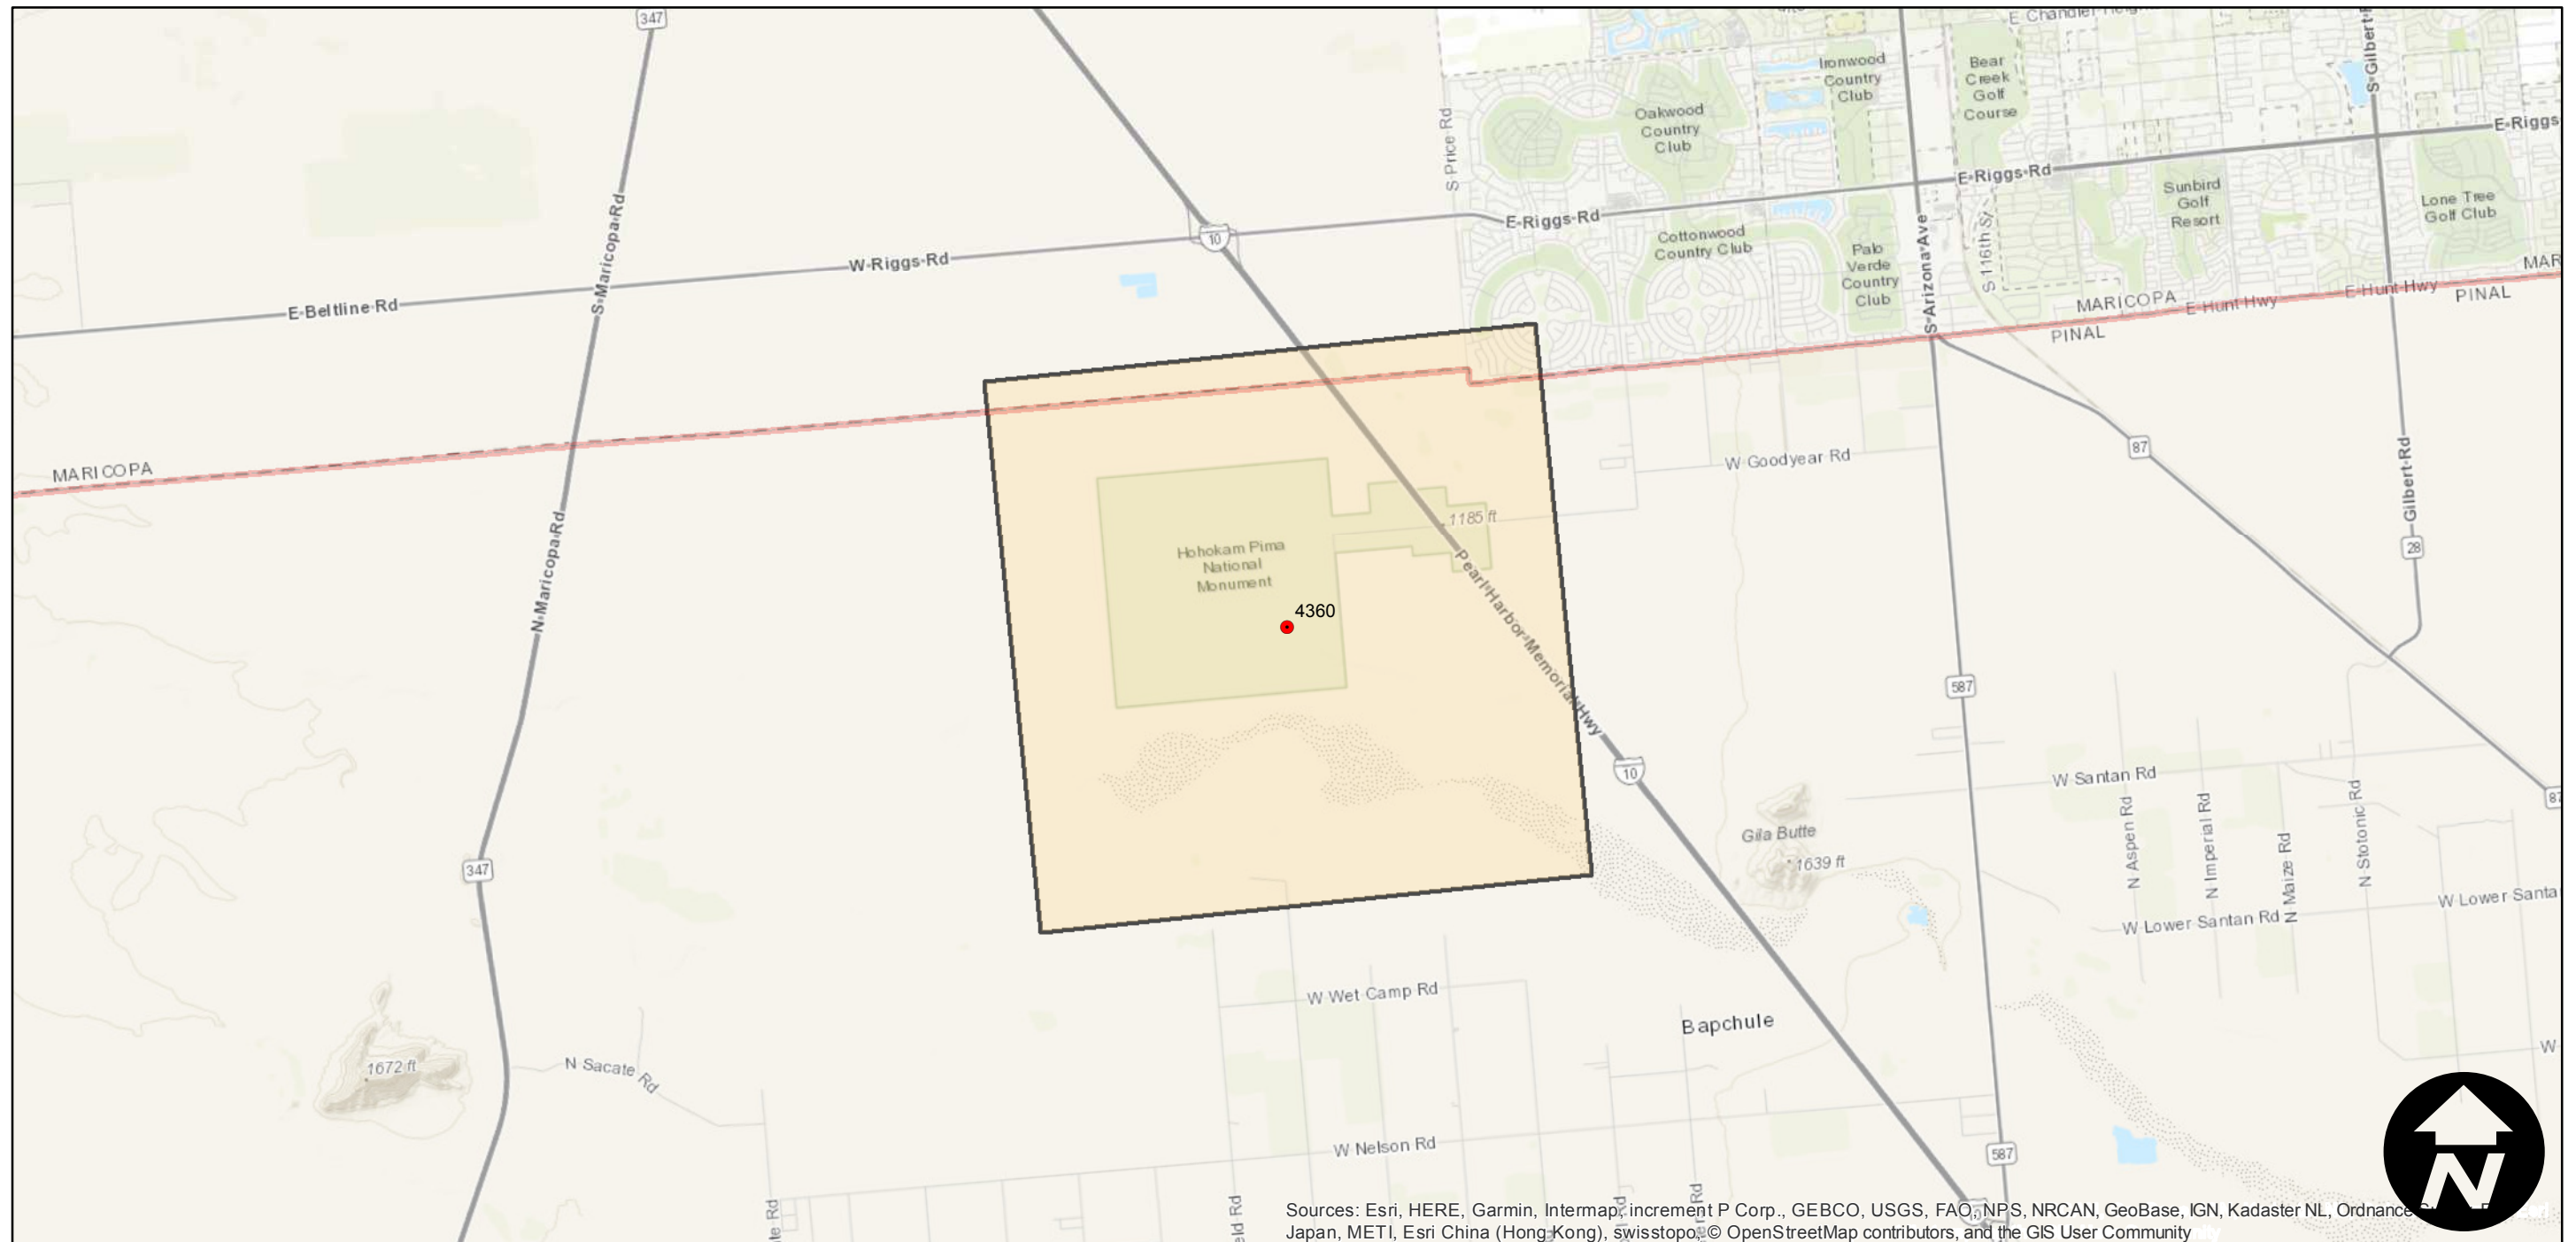 347
E Chandler Heig
S Gilbert R
Ironwood
Country
Club
Bear
Creek
Golf
Course
Oakwood
Country
Club
S Price Rd
E Riggs
E Riggs Rd
Sunbird
Golf
Resort
Lone Tree
Golf Club
S Maricopa Rd
E Riggs Rd
10
W Riggs Rd
Cottonwood
Country Club
Palo
Verde
Country
Club
S Arizona Ave
S 116th St
E Beltline Rd
MAR
MARICOPA
E Hunt Hwy
E Hunt Hwy
PINAL
PINAL
MARICOPA
W Goodyear Rd
87
Gilbert Rd
28
N Maricopa Rd
1185 ft
Hohokam Pima
National
Monument
Pearl Harbor Memorial Hwy
4360
587
10
W Santan Rd
87
N Aspen Rd
N Imperial Rd
N Maize Rd
N Stotonic Rd
Gila Butte
1639 ft
347
W Lower Santa
W Lower Santan Rd
W Wet Camp Rd
Bapchule
W
1672 ft
N Sacate Rd
W Nelson Rd
587
te Rd
eld Rd
N
Sources: Esri, HERE, Garmin, Intermap, increment P Corp., GEBCO, USGS, FAO, NPS, NRCAN, GeoBase, IGN, Kadaster NL, Ordnance
Japan, METI, Esri China (Hong Kong), swisstopo, © OpenStreetMap contributors, and the GIS User Community